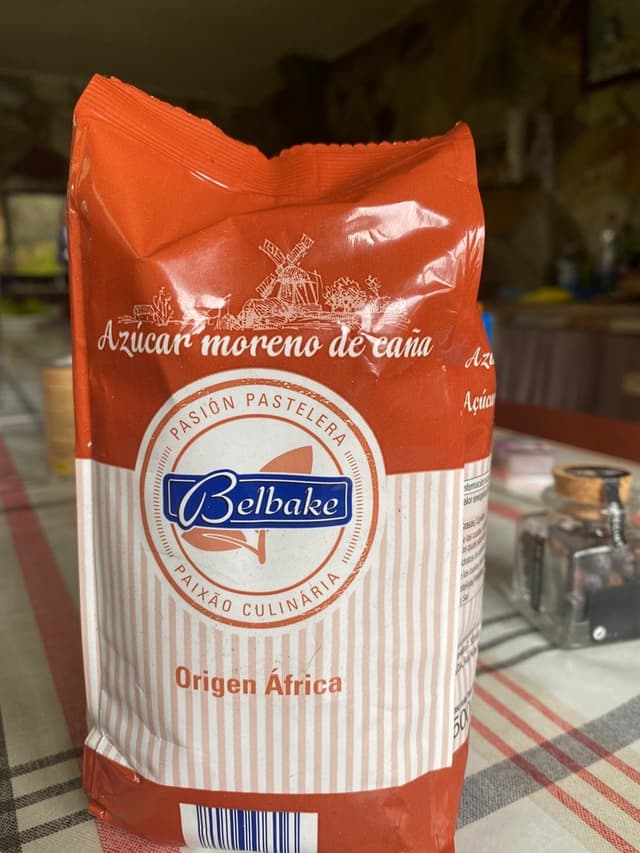 Azúcar moreno de caña
PASIÓN PASTELERA
Belbake
PAIXÃO CULINÁRIA
Origen África